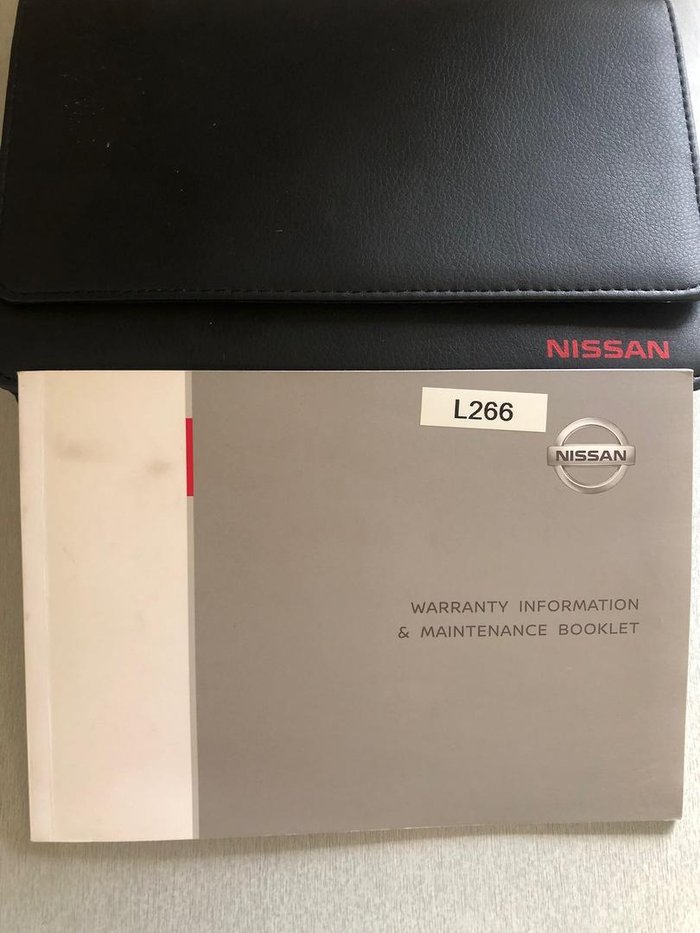 NISSAN
L266
NISSAN
WARRANTY INFORMATION
& MAINTENANCE BOOKLET